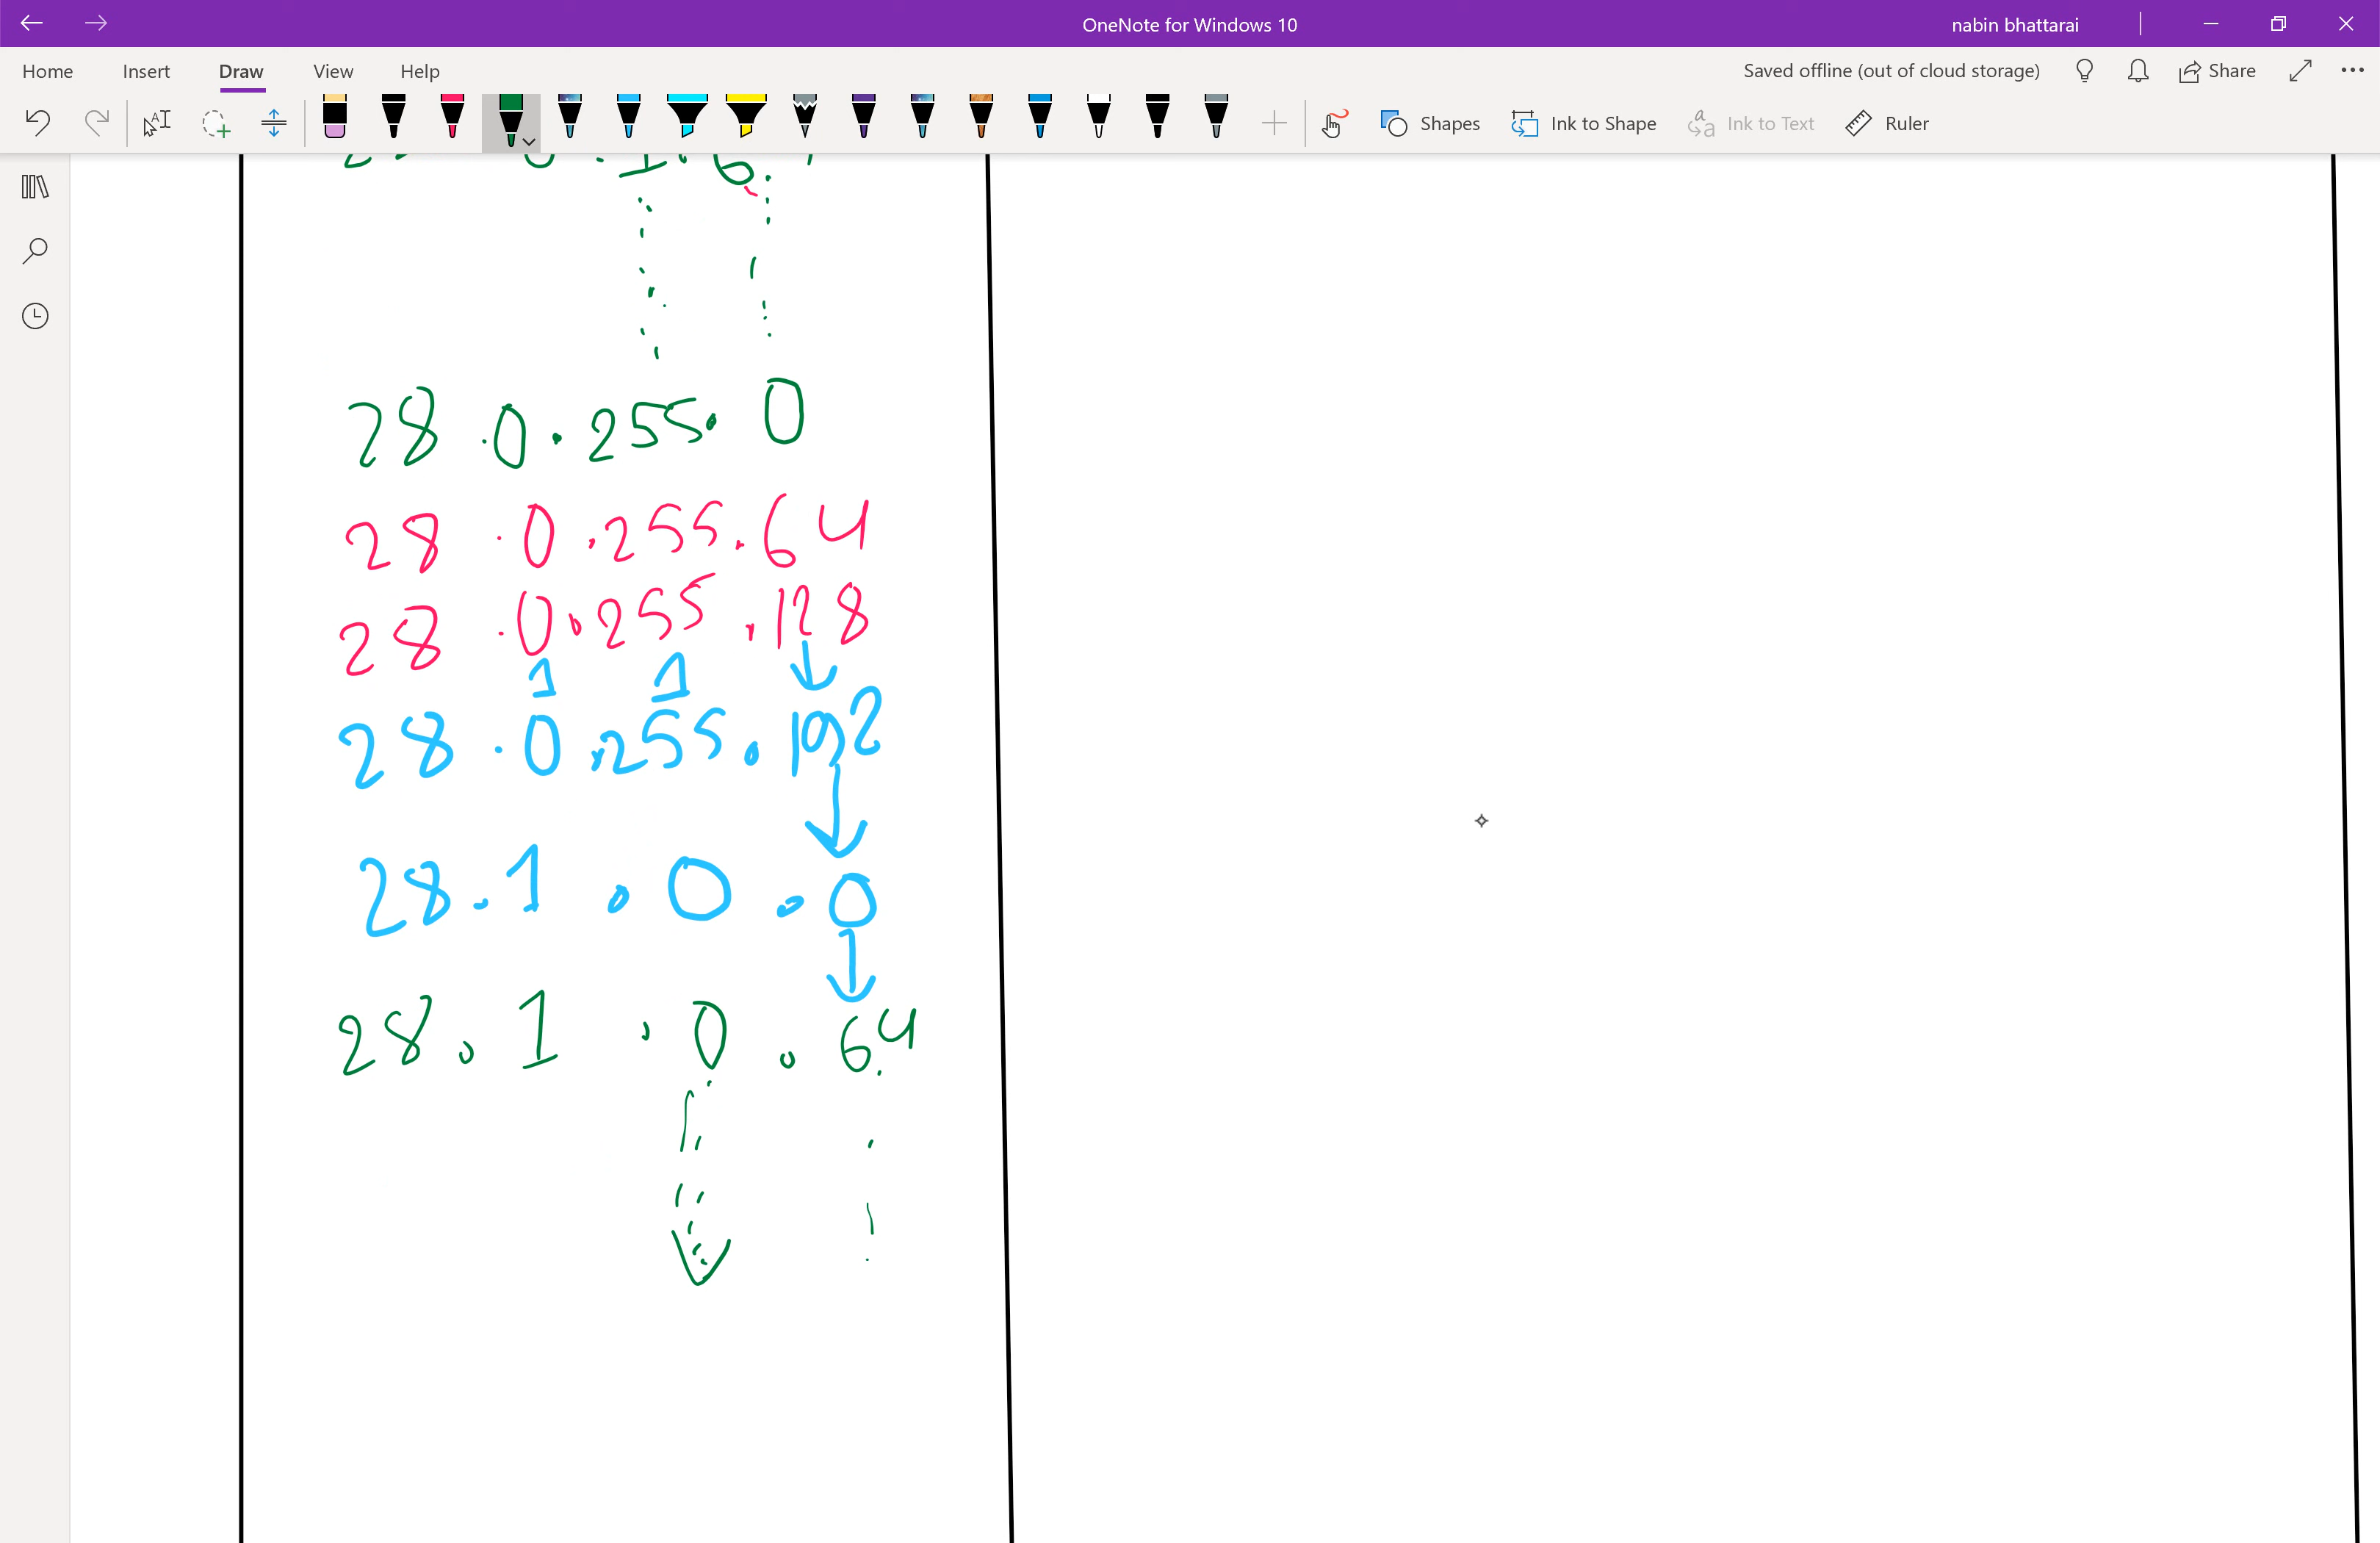 OneNote for Windows 10
nabin bhattarai
Home Insert Draw View Help
Saved offline (out of cloud storage) Share
Shapes Ink to Shape Ink to Text Ruler
28.0.255.0
28.0.255.64
28.0.255.128
1 1
28.0.255.192
28.1.0.0
28.1.0.64